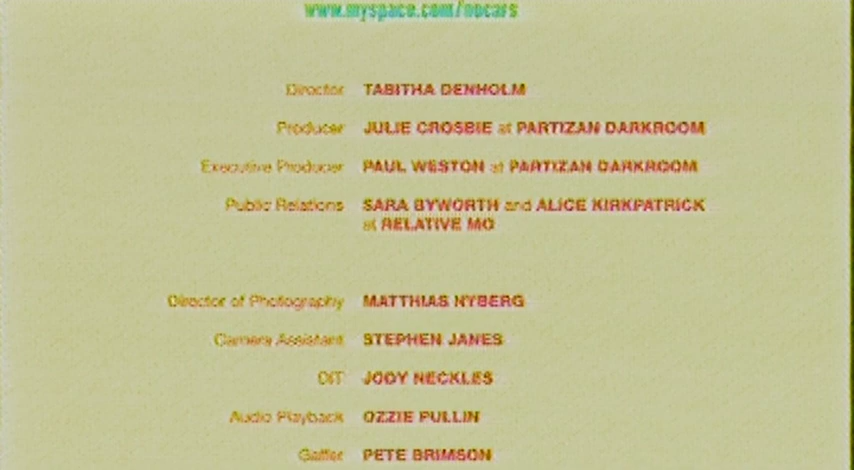 www.myspace.com/nocars
Director TABITHA DENHOLM
Producer JULIE CROSBIE at PARTIZAN DARKROOM
Executive Producer PAUL WESTON at PARTIZAN DARKROOM
Public Relations SARA BYWORTH and ALICE KIRKPATRICK
at RELATIVE MO
Director of Photography MATTHIAS NYBERG
Camera Assistant STEPHEN JANES
DIT JODY NECKLES
Audio Playback OZZIE PULLIN
Gaffer PETE BRIMSON